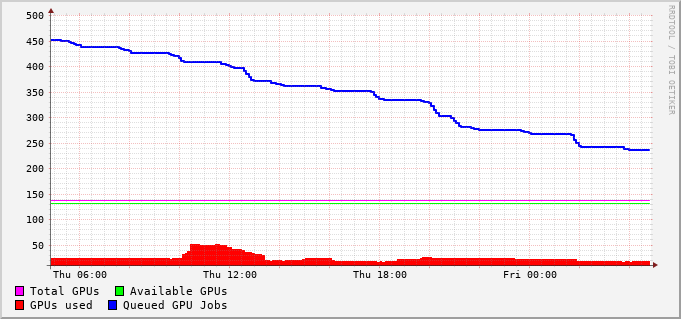 500
450
400
350
300
250
200
150
100
50
Thu 06:00 Thu 12:00 Thu 18:00 Fri 00:00
Total GPUs Available GPUs
GPUs used Queued GPU Jobs
RRDTOOL / TOBI OETIKER